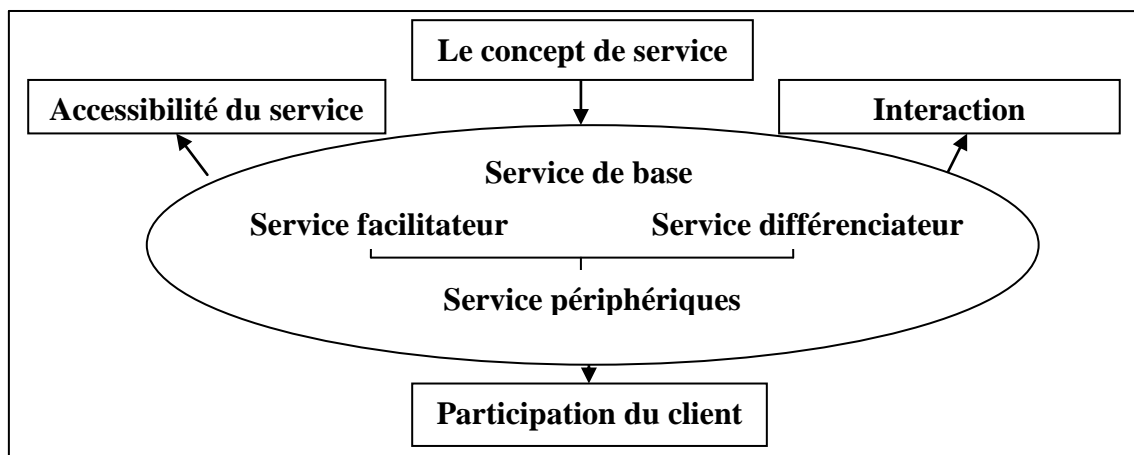 Le concept de service
Accessibilité du service
Interaction
Service de base
Service facilitateur
Service différenciateur
Service périphériques
Participation du client